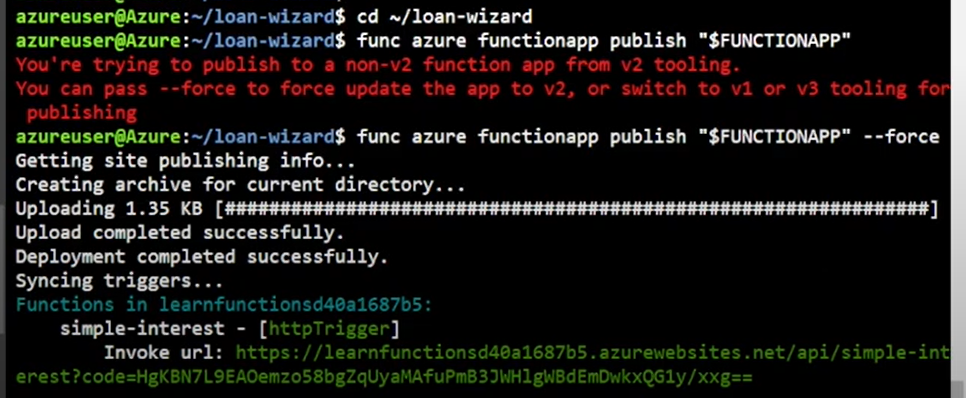 azureuser@Azure:~/loan-wizard$ cd ~/loan-wizard
azureuser@Azure:~/loan-wizard$ func azure functionapp publish "$FUNCTIONAPP"
You're trying to publish to a non-v2 function app from v2 tooling.
You can pass --force to force update the app to v2, or switch to v1 or v3 tooling for
publishing
azureuser@Azure:~/loan-wizard$ func azure functionapp publish "$FUNCTIONAPP" --force
Getting site publishing info...
Creating archive for current directory...
Uploading 1.35 KB [################################################################]
Upload completed successfully.
Deployment completed successfully.
Syncing triggers...
Functions in learnfunctionsd40a1687b5:
simple-interest - [httpTrigger]
Invoke url: https://learnfunctionsd40a1687b5.azurewebsites.net/api/simple-int
erest?code=HgKBN7L9EAOemzo58bgZqUyaMAfuPmB3JWHlgWBdEmDwkxQG1y/xxg==